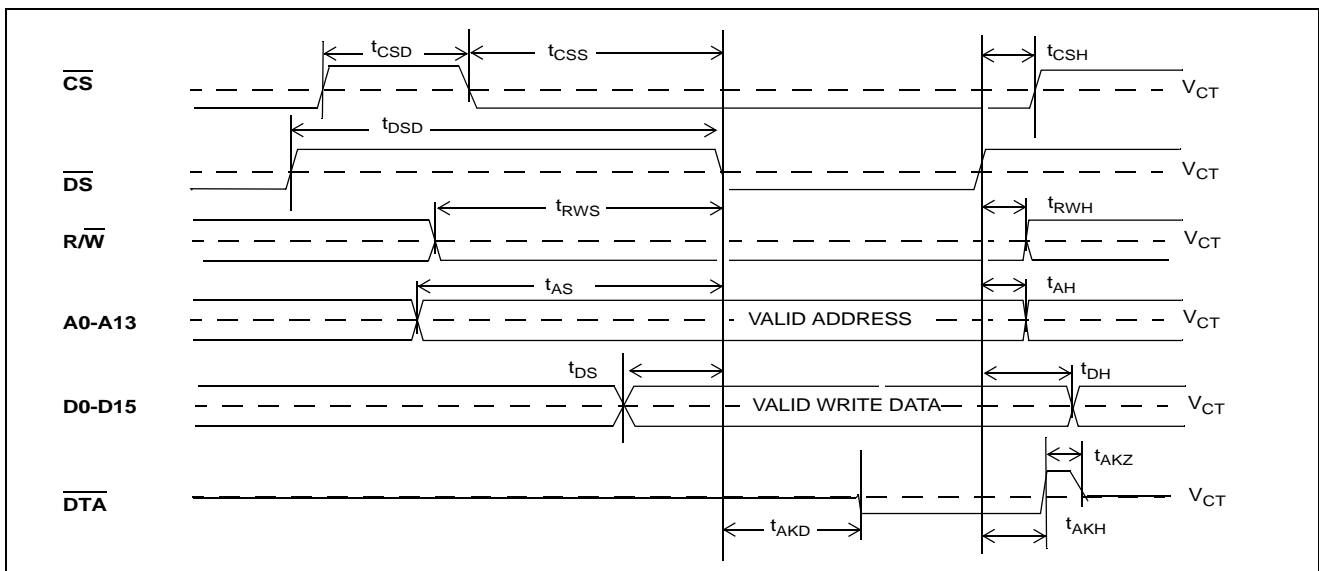 tCSD
tCSS
tCSH
CS
VCT
tDSD
DS
VCT
tRWS
tRWH
R/W
VCT
tAS
tAH
A0-A13
VALID ADDRESS
VCT
tDS
tDH
D0-D15
VALID WRITE DATA
VCT
tAKZ
DTA
VCT
tAKD
tAKH